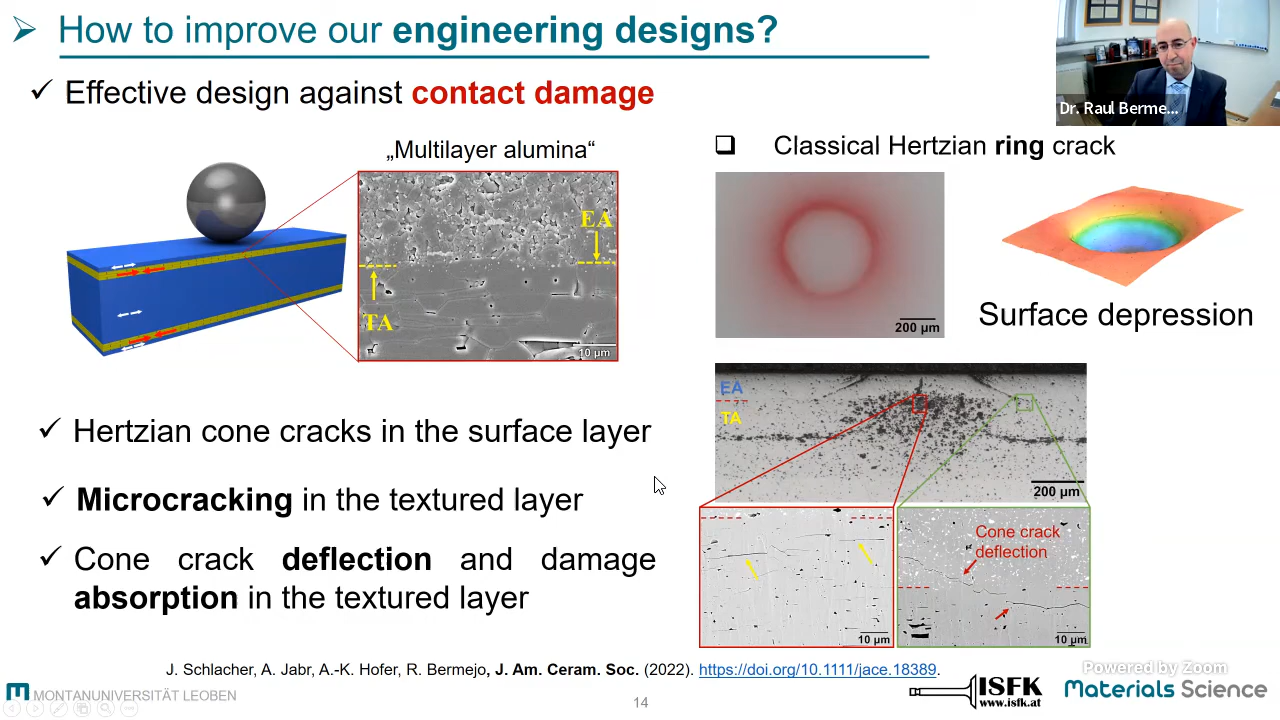 How to improve our engineering designs?
Effective design against contact damage
Dr. Raul Berme...
„Multilayer alumina“
EA
TA
10 µm
Classical Hertzian ring crack
200 µm
Surface depression
EA
TA
200 µm
Hertzian cone cracks in the surface layer
Microcracking in the textured layer
Cone crack deflection and damage
absorption in the textured layer
10 µm
Cone crack
deflection
10 µm
J. Schlacher, A. Jabr, A.-K. Hofer, R. Bermejo, J. Am. Ceram. Soc. (2022). https://doi.org/10.1111/jace.18389.
MONTANUNIVERSITÄT LEOBEN
14
ISFK
www.isfk.at
Powered by Zoom
Materials Science